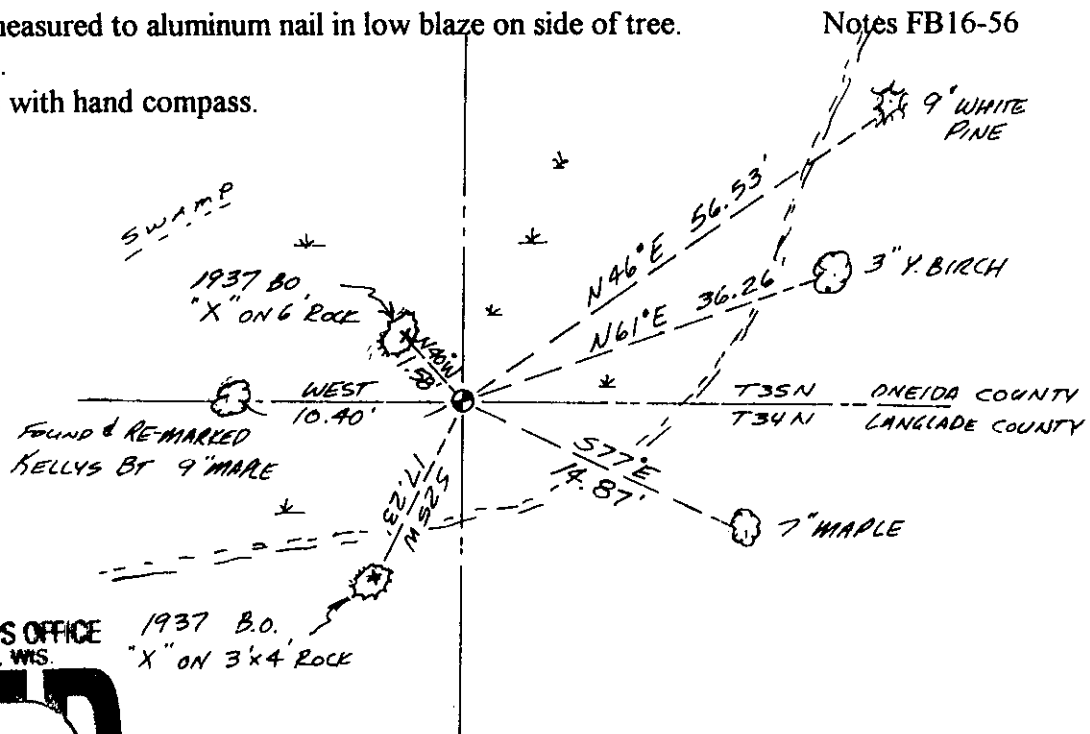 measured to aluminum nail in low blaze on side of tree.
Notes FB16-56
with hand compass.
9" WHITE
PINE
SWAMP
N46°E 56.53'
3" Y. BIRCH
1937 BO
"X" ON 6' ROCK
N61°E 36.26'
N40°W
11.58'
WEST
10.40'
T35N ONEIDA COUNTY
T34N LANGLADE COUNTY
FOUND & RE-MARKED
KELLYS BT 9" MAPLE
S77°E
14.87'
S25W
17.23'
7" MAPLE
1937 B.O.
"X" ON 3'x4' ROCK
S OFFICE
WIS.